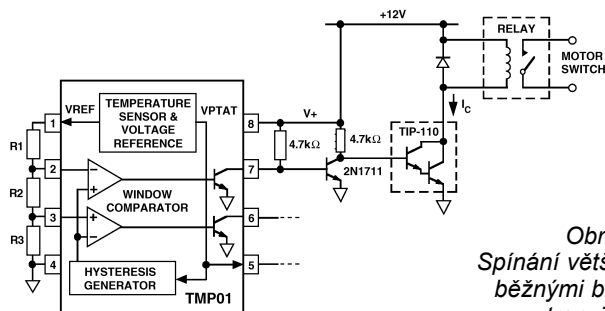 +12V
RELAY
MOTOR
SWITCH
I_C
TIP-110
V+
4.7kΩ
4.7kΩ
2N1711
VREF
TEMPERATURE
SENSOR &
VOLTAGE
REFERENCE
VPTAT
1
8
R1
2
7
R2
WINDOW
COMPARATOR
3
6
R3
4
5
HYSTERESIS
GENERATOR
TMP01
Obr
Spínání větš
běžnými b